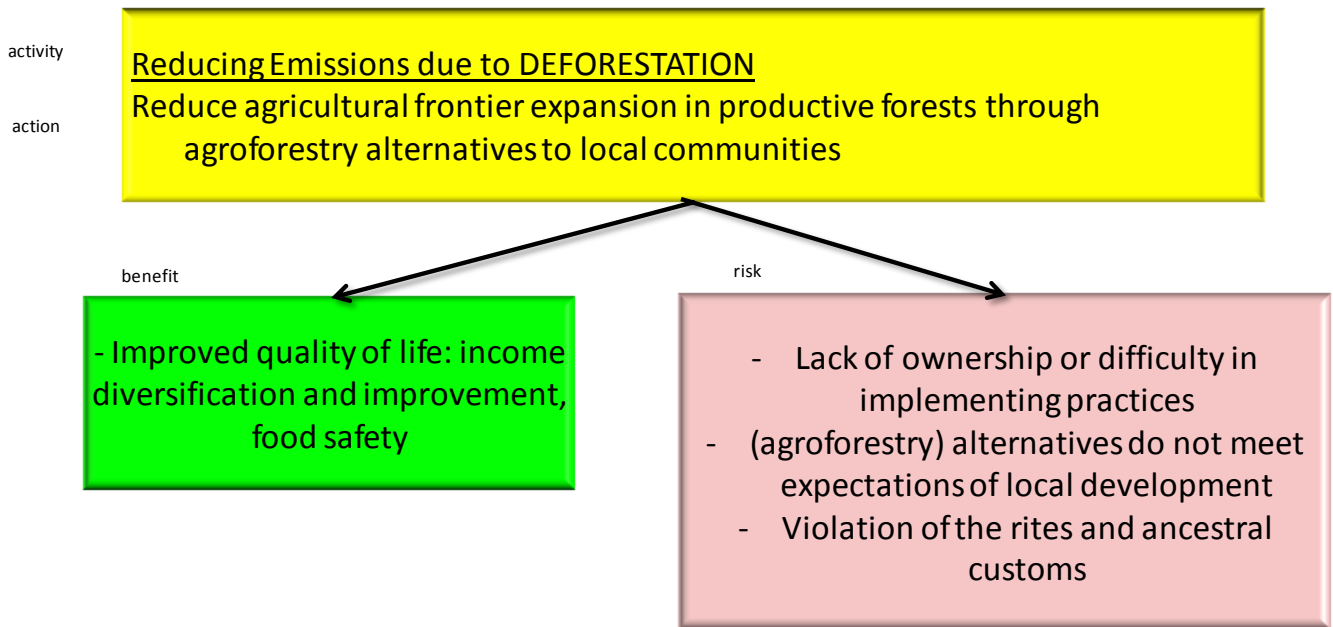 activity
Reducing Emissions due to DEFORESTATION
action
Reduce agricultural frontier expansion in productive forests through
agroforestry alternatives to local communities
benefit
- Improved quality of life: income
diversification and improvement,
food safety
risk
- Lack of ownership or difficulty in
implementing practices
- (agroforestry) alternatives do not meet
expectations of local development
- Violation of the rites and ancestral
customs